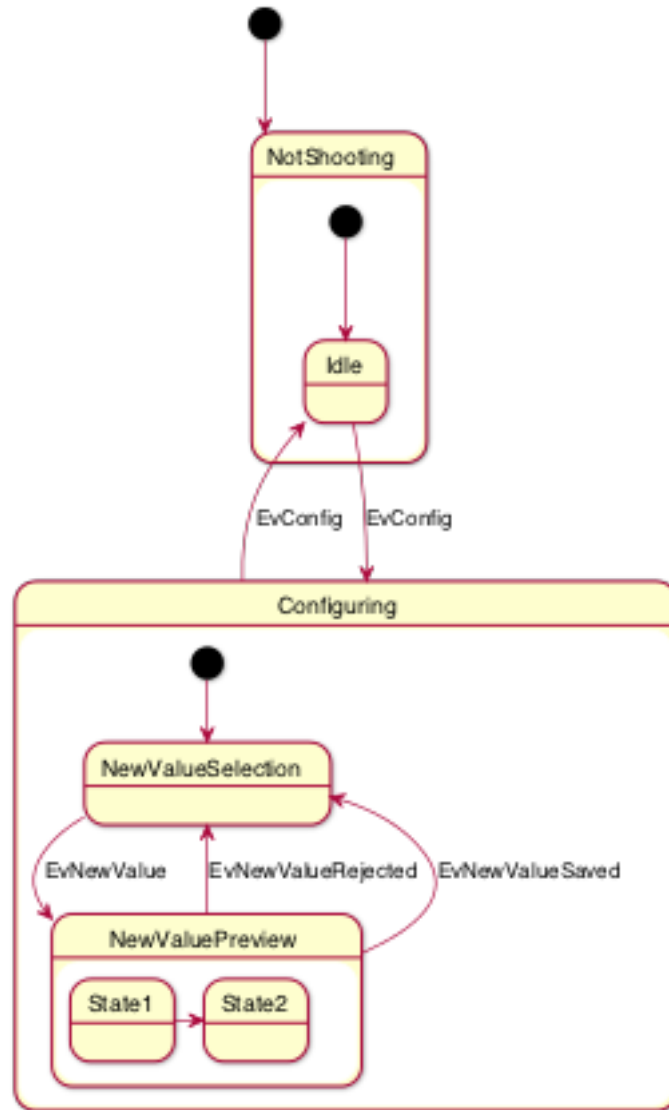 NotShooting
Idle
EvConfig
EvConfig
Configuring
NewValueSelection
EvNewValue
EvNewValueRejected
EvNewValueSaved
NewValuePreview
State1
State2